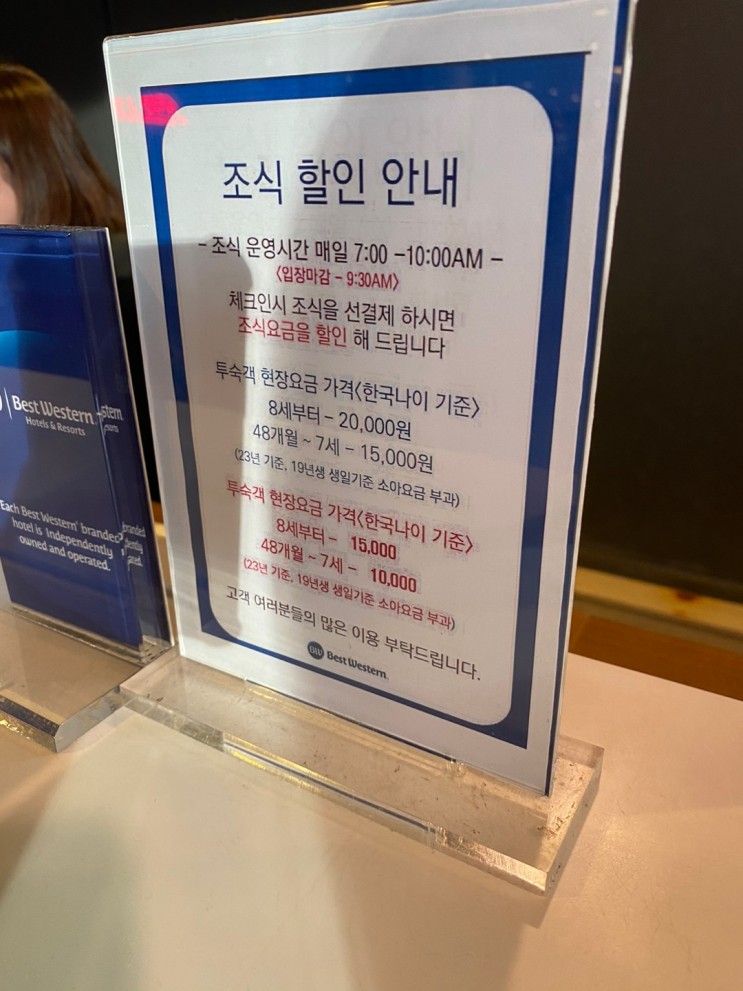 조식 할인 안내
- 조식 운영시간 매일 7:00 -10:00AM -
<입장마감 - 9:30AM>
체크인시 조식을 선결제 하시면
조식요금을 할인 해 드립니다
투숙객 현장요금 가격<한국나이 기준>
8세부터 - 20,000원
48개월 ~ 7세 - 15,000원
(23년 기준, 19년생 생일기준 소아요금 부과)
투숙객 현장요금 가격<한국나이 기준>
8세부터 - 15,000
48개월 ~ 7세 - 10,000
(23년 기준, 19년생 생일기준 소아요금 부과)
고객 여러분들의 많은 이용 부탁드립니다.
BW Best Western
Best Western
Hotels & Resorts
Each Best Western® branded
hotel is independently
owned and operated.